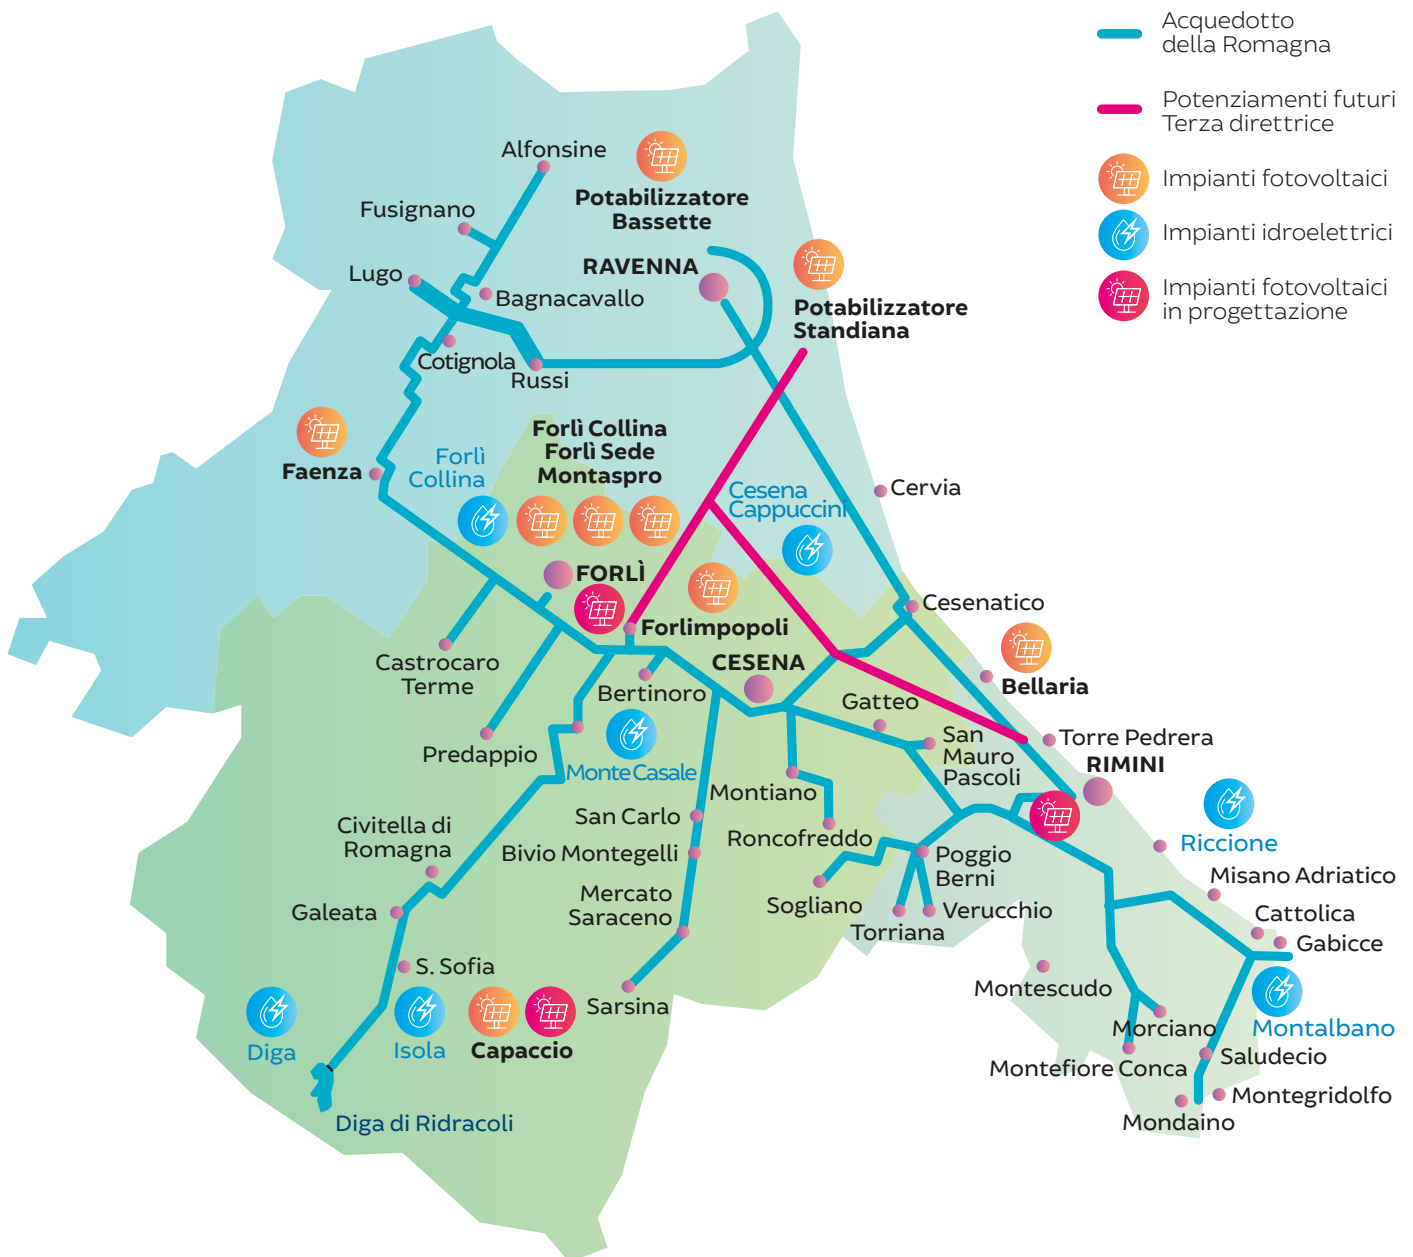 Acquedotto
della Romagna
Potenziamenti futuri
Terza direttrice
Impianti fotovoltaici
Impianti idroelettrici
Impianti fotovoltaici
in progettazione
Alfonsine
Potabilizzatore
Bassette
Fusignano
RAVENNA
Lugo
Bagnacavallo
Potabilizzatore
Standiana
Cotignola
Russi
Forlì Collina
Forlì Sede
Montaspro
Faenza
Forlì
Collina
Cesena
Cappuccini
Cervia
FORLÌ
Cesenatico
Forlimpopoli
Castrocaro
Terme
CESENA
Bertinoro
Bellaria
Gatteo
Predappio
San
Mauro
Pascoli
Torre Pedrera
RIMINI
Monte Casale
Montiano
San Carlo
Civitella di
Romagna
Roncofreddo
Riccione
Bivio Montegelli
Poggio
Berni
Misano Adriatico
Mercato
Saraceno
Sogliano
Verucchio
Torriana
Galeata
Cattolica
Gabicce
S. Sofia
Montescudo
Sarsina
Morciano
Montalbano
Diga
Isola
Capaccio
Montefiore Conca
Saludecio
Montegridolfo
Mondaino
Diga di Ridracoli